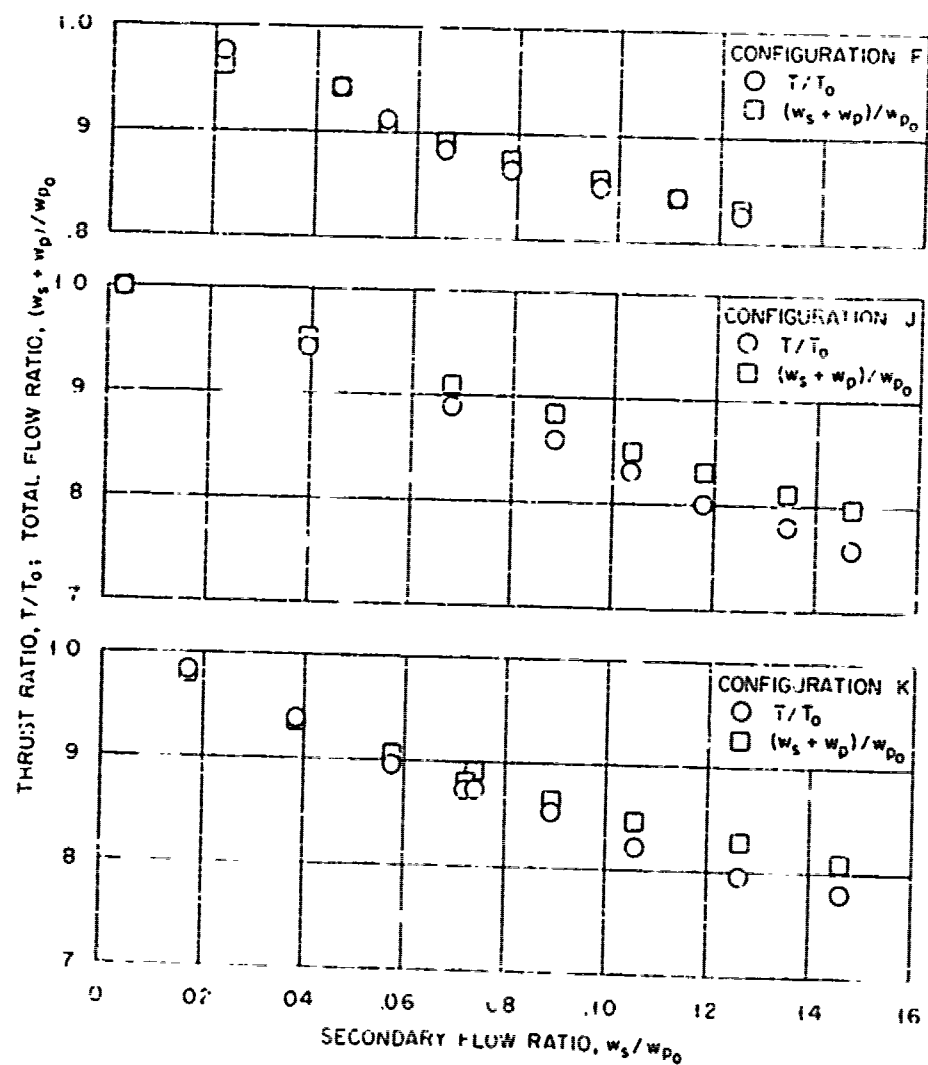 THRUST RATIO, T/T₀; TOTAL FLOW RATIO, (wₛ + wₚ)/wₚ₀
1.0
9
.8
CONFIGURATION F
T/T₀
(wₛ + wₚ)/wₚ₀
1 0
9
8
7
CONFIGURATION J
T/T₀
(wₛ + wₚ)/wₚ₀
1 0
9
8
7
CONFIGURATION K
T/T₀
(wₛ + wₚ)/wₚ₀
0 02 04 .06 08 .10 12 14 16
SECONDARY FLOW RATIO, wₛ/wₚ₀